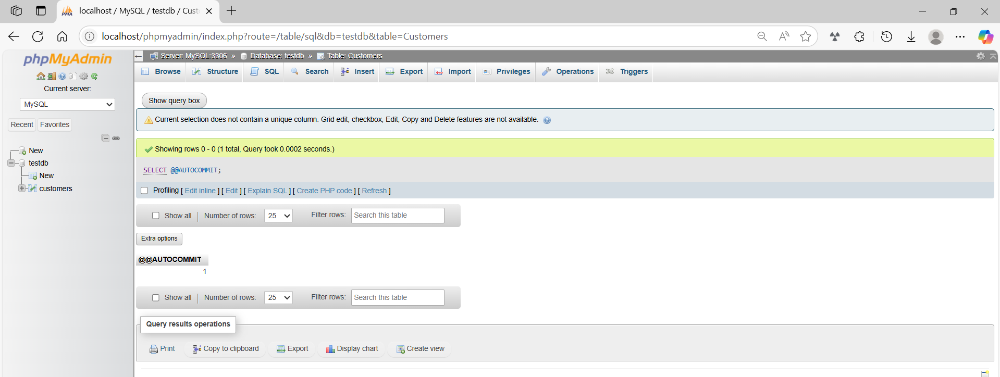 localhost / MySQL / testdb / Cust
localhost/phpmyadmin/index.php?route=/table/sql&db=testdb&table=Customers
phpMyAdmin
Current server:
MySQL
Recent Favorites
New
testdb
New
customers
Server: MySQL:3306 » Database: testdb » Table: Customers
Browse Structure SQL Search Insert Export Import Privileges Operations Triggers
Show query box
Current selection does not contain a unique column. Grid edit, checkbox, Edit, Copy and Delete features are not available.
Showing rows 0 - 0 (1 total, Query took 0.0002 seconds.)
SELECT @@AUTOCOMMIT;
Profiling [ Edit inline ] [ Edit ] [ Explain SQL ] [ Create PHP code ] [ Refresh ]
Show all | Number of rows: 25 Filter rows: Search this table
Extra options
@@AUTOCOMMIT
1
Show all | Number of rows: 25 Filter rows: Search this table
Query results operations
Print Copy to clipboard Export Display chart Create view